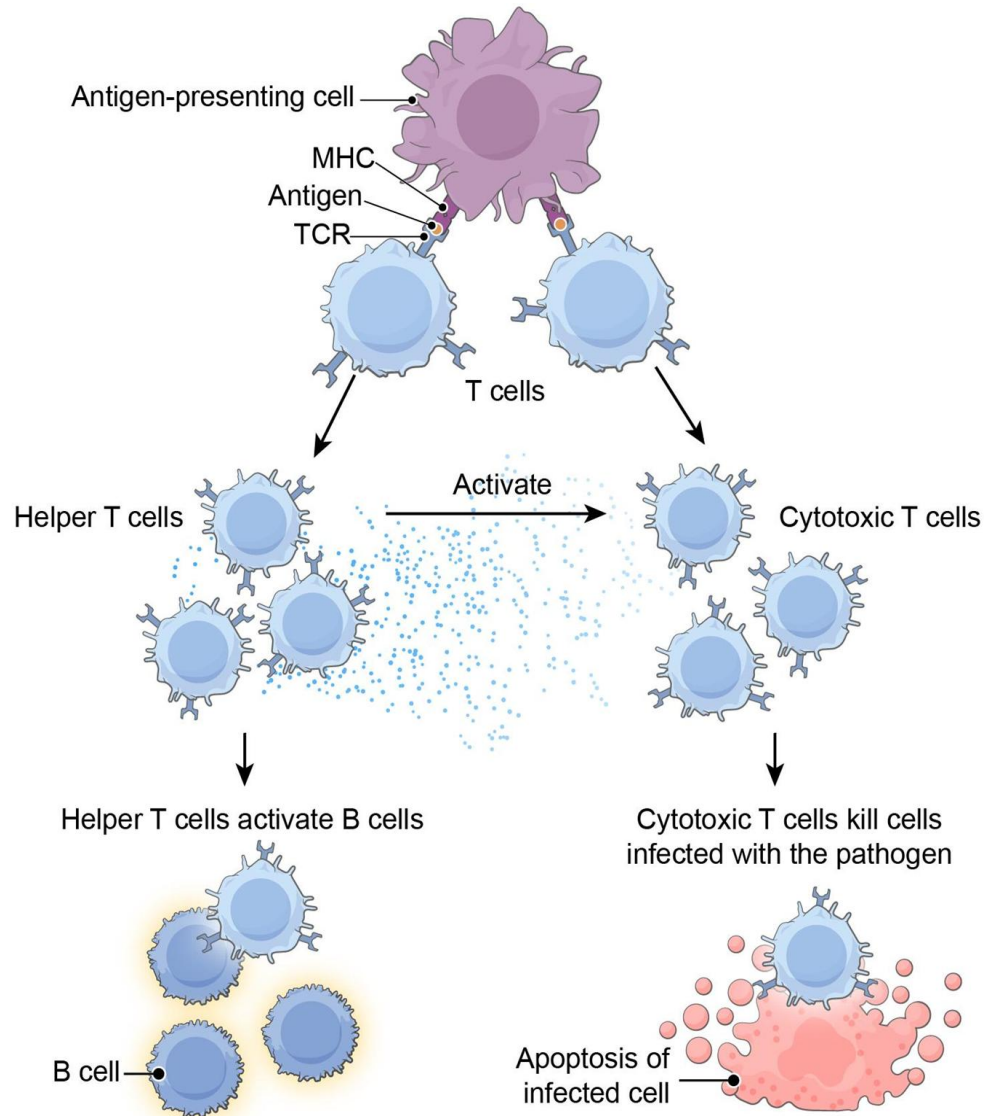 Antigen-presenting cell
MHC
Antigen
TCR
T cells
Activate
Helper T cells
Cytotoxic T cells
Helper T cells activate B cells
Cytotoxic T cells kill cells
infected with the pathogen
B cell
Apoptosis of
infected cell